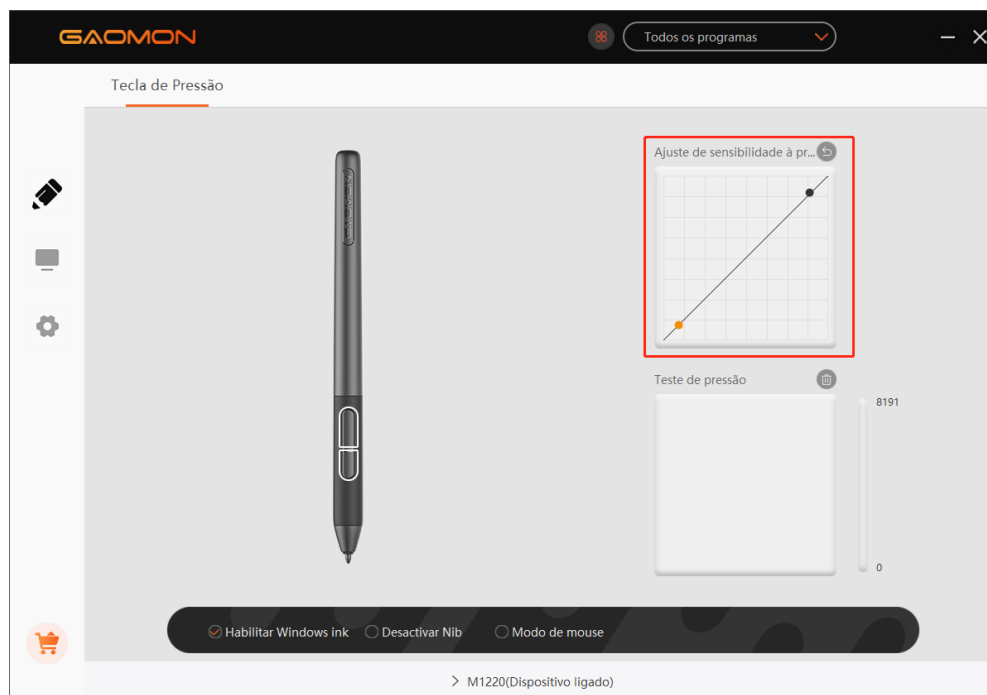 GAOMON
Todos os programas
Tecla de Pressão
Ajuste de sensibilidade à pr...
GAOMON
Teste de pressão
8191
0
Habilitar Windows ink
Desactivar Nib
Modo de mouse
M1220(Dispositivo ligado)